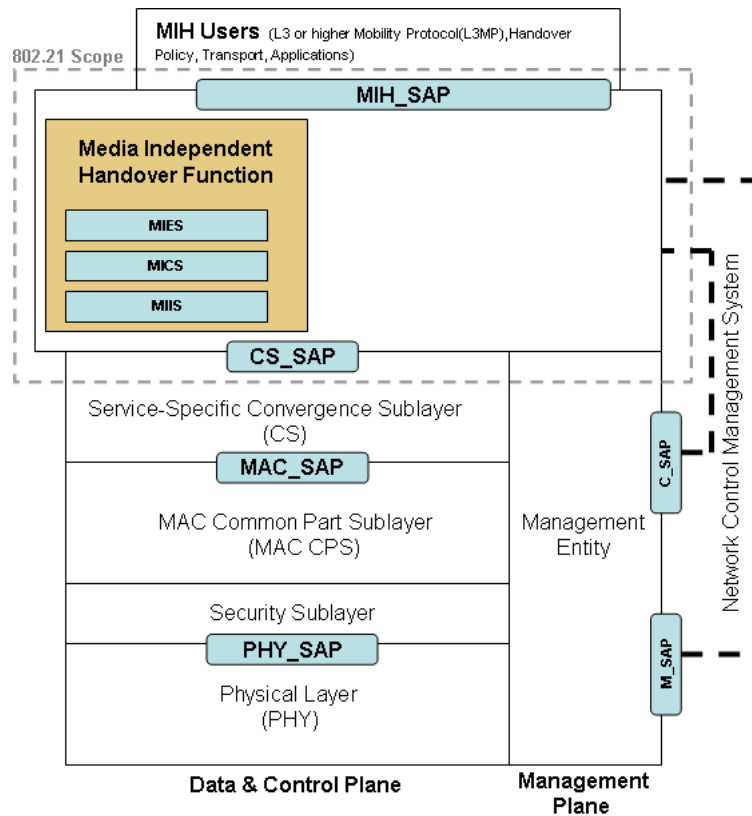 MIH Users (L3 or higher Mobility Protocol(L3MP),Handover
Policy, Transport, Applications)
802.21 Scope
MIH_SAP
Media Independent
Handover Function
MIES
MICS
MIIS
CS_SAP
Service-Specific Convergence Sublayer
(CS)
MAC_SAP
MAC Common Part Sublayer
(MAC CPS)
Security Sublayer
PHY_SAP
Physical Layer
(PHY)
Management
Entity
C_SAP
M_SAP
Network Control Management System
Data & Control Plane
Management
Plane